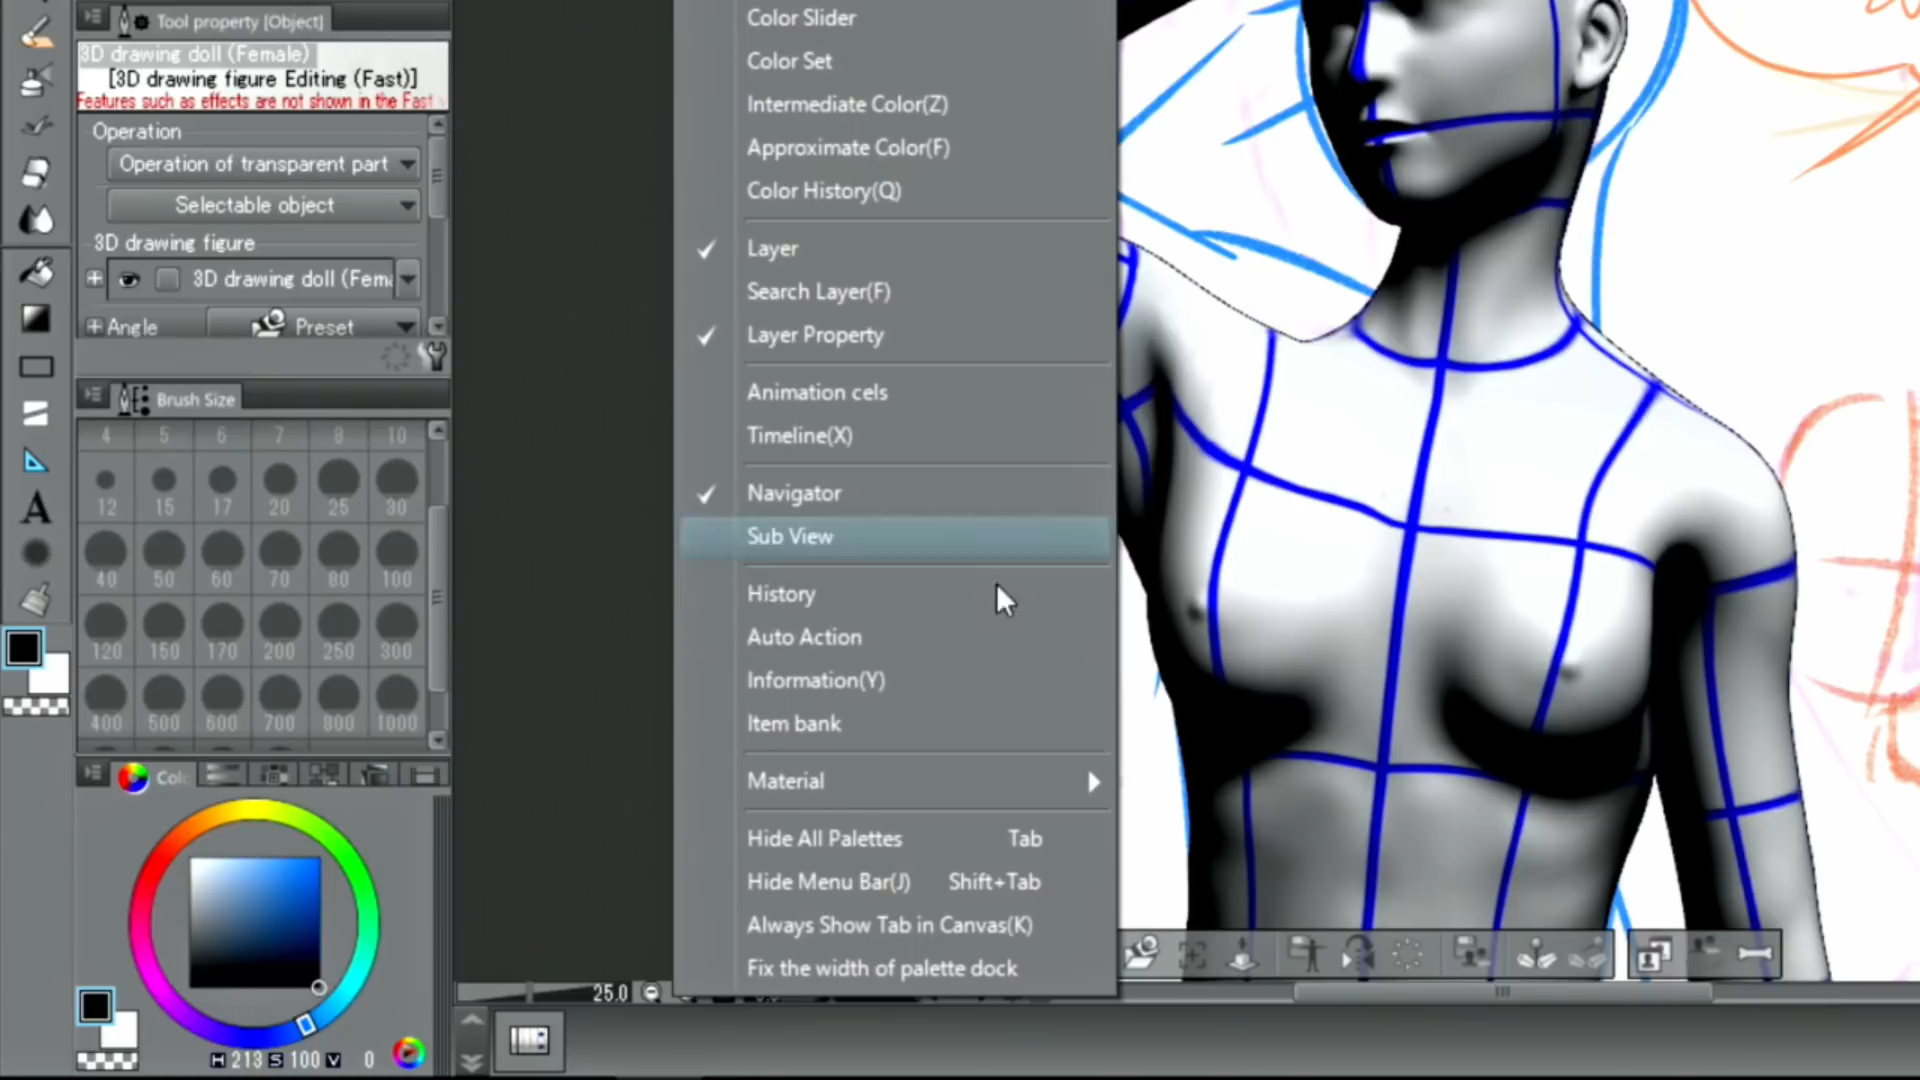 Tool property [Object]
3D drawing doll (Female)
[3D drawing figure Editing (Fast)]
Features such as effects are not shown in the Fast
Operation
Operation of transparent part
Selectable object
3D drawing figure
3D drawing doll (Fem
Angle
Preset
Brush Size
4 5 6 7 8 10
12 15 17 20 25 30
40 50 60 70 80 100
120 150 170 200 250 300
400 500 600 700 800 1000
Col
H 213 S 100 V 0
Color Slider
Color Set
Intermediate Color(Z)
Approximate Color(F)
Color History(Q)
Layer
Search Layer(F)
Layer Property
Animation cels
Timeline(X)
Navigator
Sub View
History
Auto Action
Information(Y)
Item bank
Material
Hide All Palettes Tab
Hide Menu Bar(J) Shift+Tab
Always Show Tab in Canvas(K)
Fix the width of palette dock
25.0
A